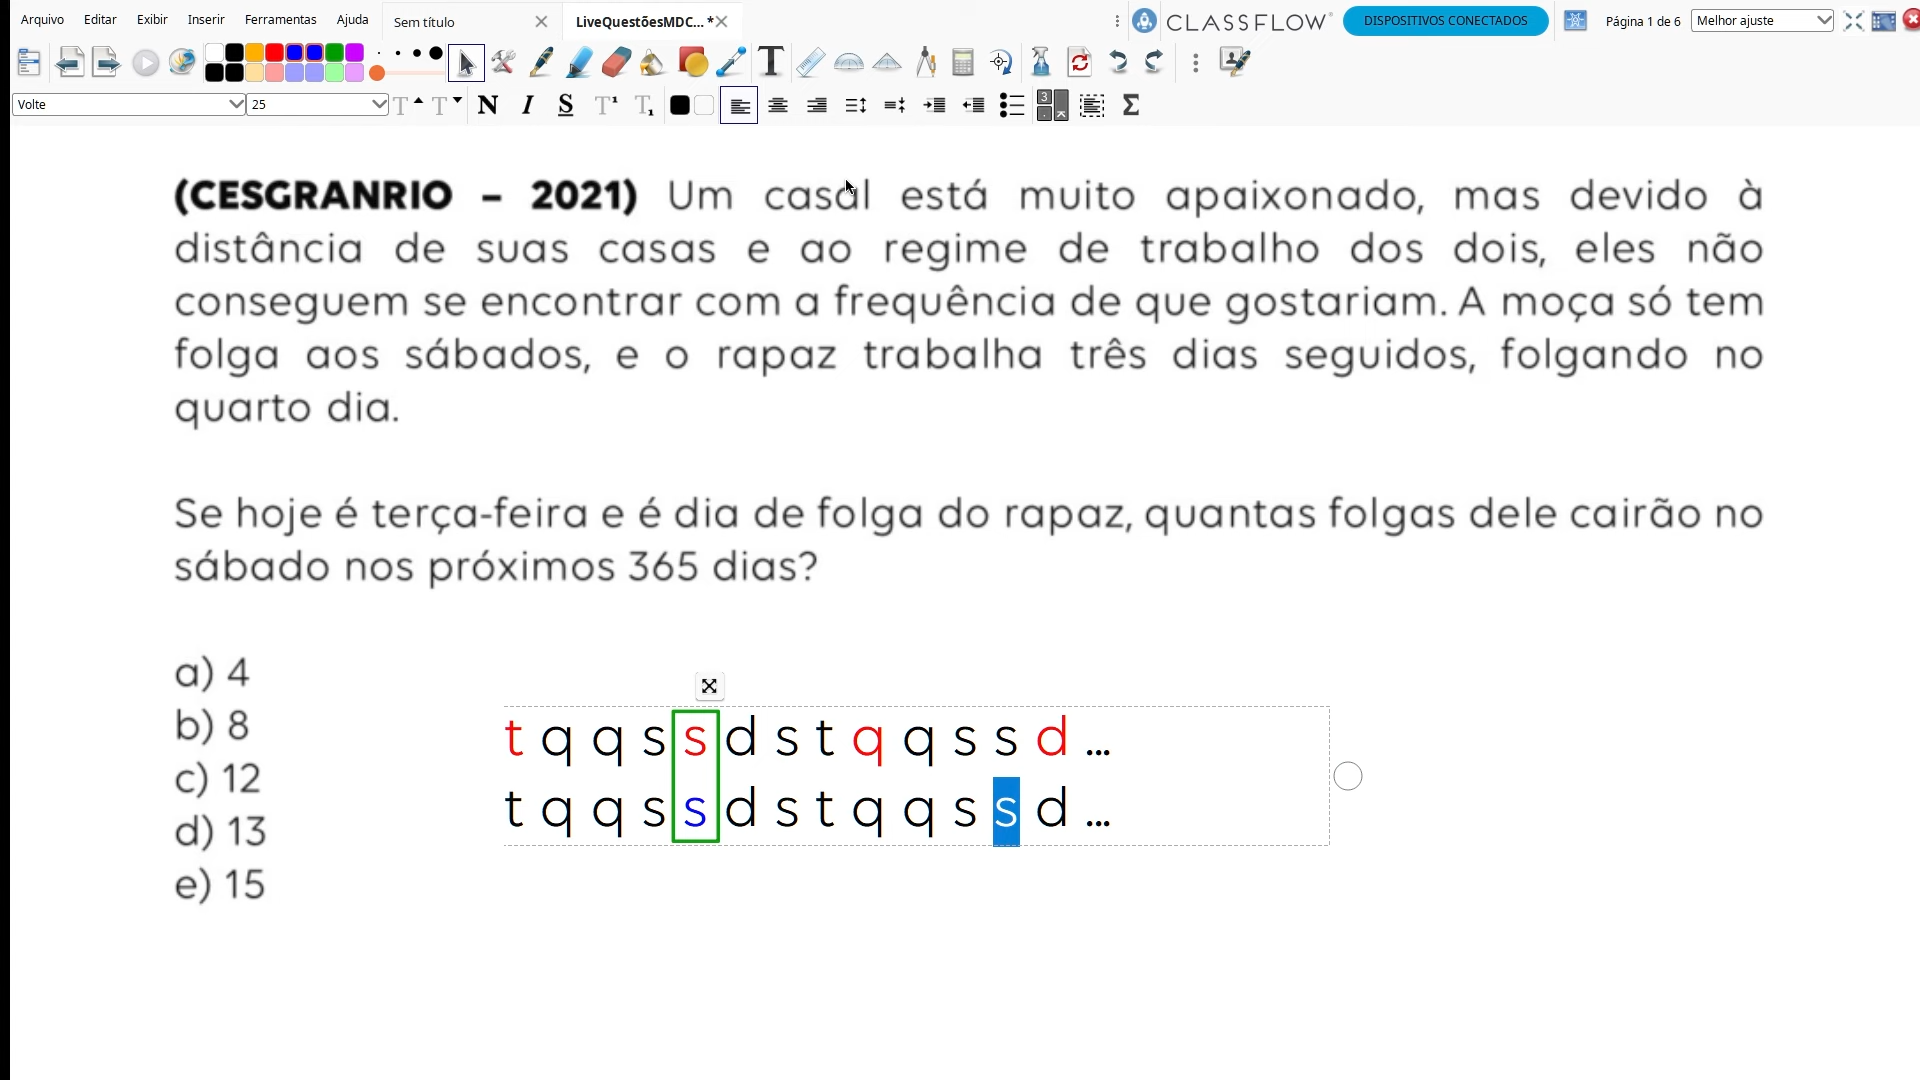 Arquivo Editar Exibir Inserir Ferramentas Ajuda Sem título LiveQuestõesMDC... * CLASSFLOW DISPOSITIVOS CONECTADOS Página 1 de 6 Melhor ajuste
Volte 25 N I S
(CESGRANRIO – 2021) Um casal está muito apaixonado, mas devido à
distância de suas casas e ao regime de trabalho dos dois, eles não
conseguem se encontrar com a frequência de que gostariam. A moça só tem
folga aos sábados, e o rapaz trabalha três dias seguidos, folgando no
quarto dia.
Se hoje é terça-feira e é dia de folga do rapaz, quantas folgas dele cairão no
sábado nos próximos 365 dias?
a) 4
b) 8
c) 12
d) 13
e) 15
t q q s s d s t q q s s d ...
t q q s s d s t q q s s d ...